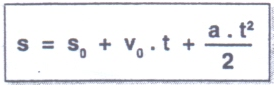 s = s₀ + v₀ . t + a . t² / 2